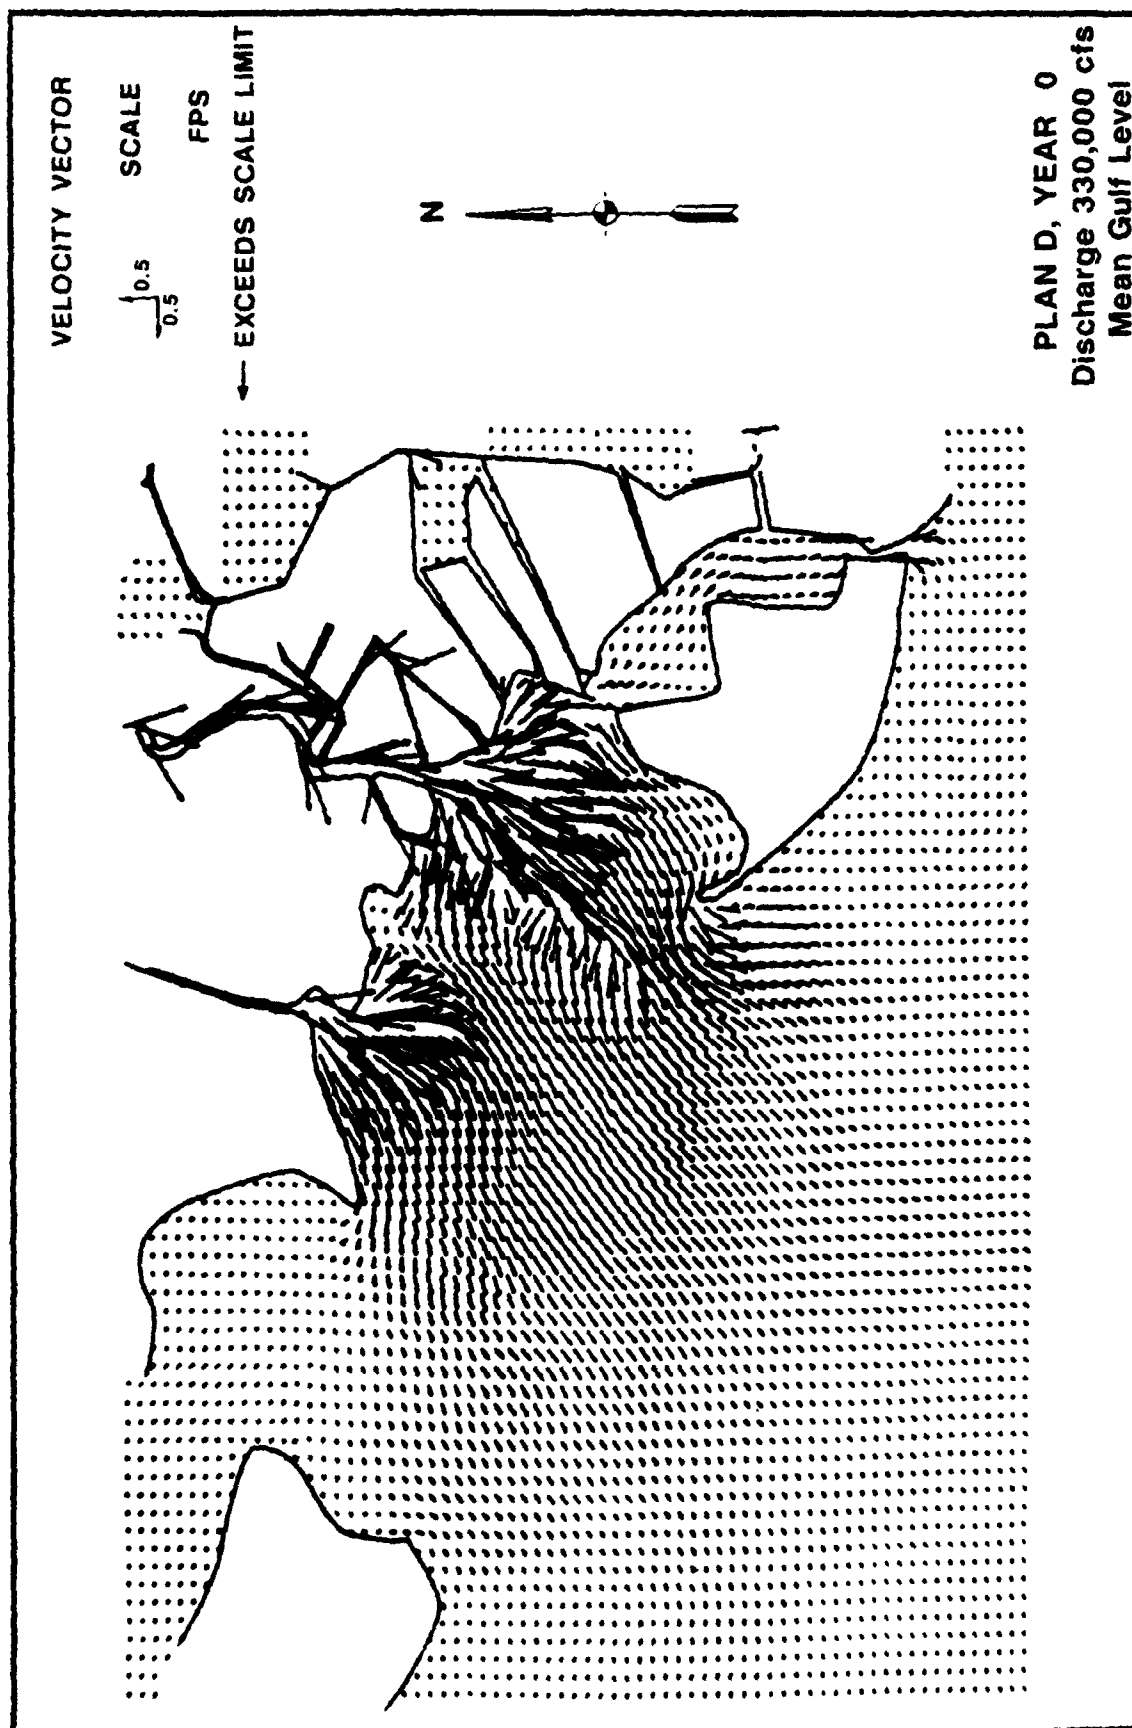 VELOCITY VECTOR
SCALE
0.5
0.5
FPS
← EXCEEDS SCALE LIMIT
N
PLAN D, YEAR 0
Discharge 330,000 cfs
Mean Gulf Level